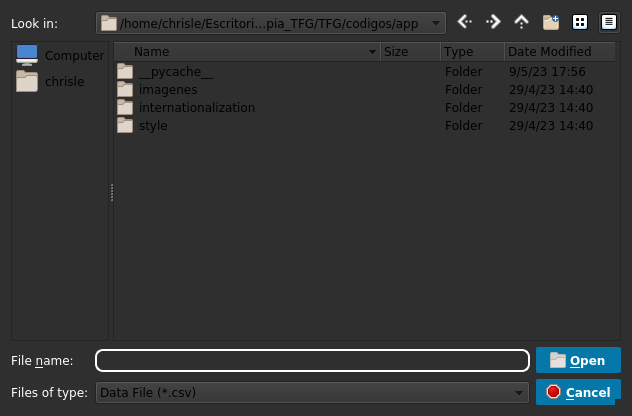 Look in: /home/chrisle/Escritori...pia_TFG/TFG/codigos/app
Computer
chrisle
Name Size Type Date Modified
__pycache__ Folder 9/5/23 17:56
imagenes Folder 29/4/23 14:40
internationalization Folder 29/4/23 14:40
style Folder 29/4/23 14:40
File name: Open
Files of type: Data File (*.csv) Cancel